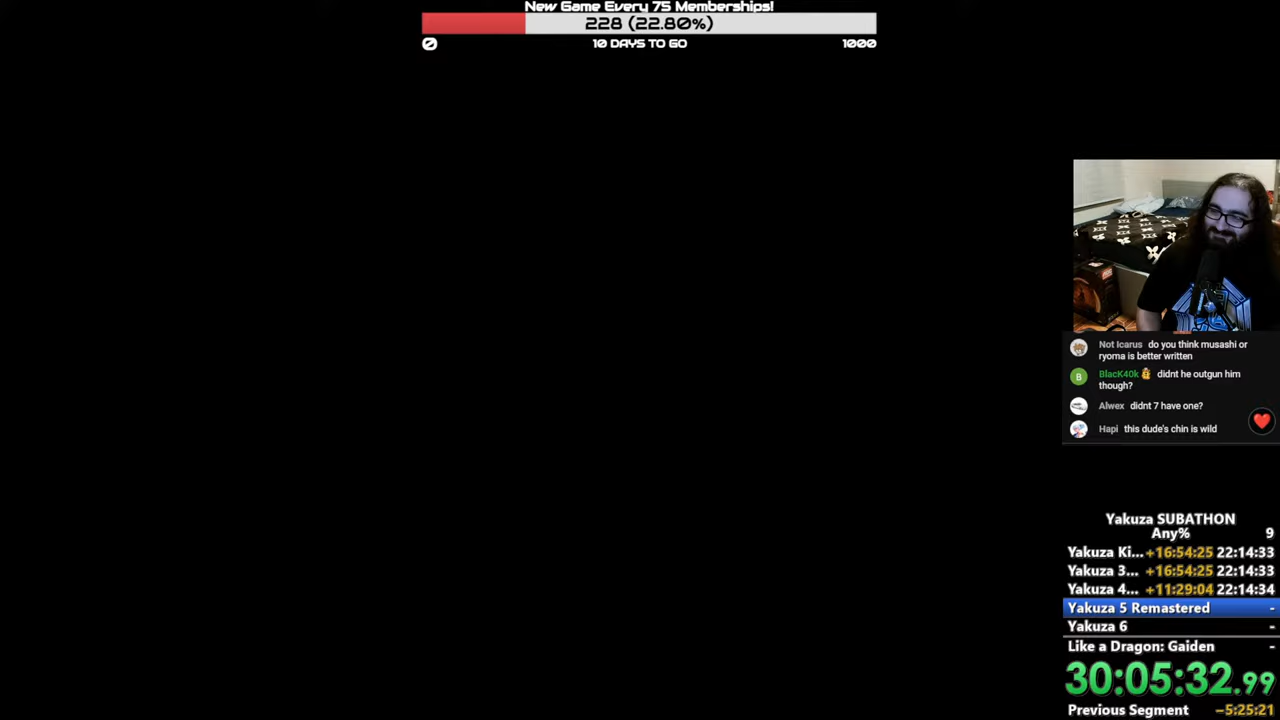 New Game Every 75 Memberships!
228 (22.80%)
0 10 DAYS TO GO 1000
Not Icarus do you think musashi or
ryoma is better written
B BlacK40k didnt he outgun him
though?
Alwex didnt 7 have one?
Hapi this dude's chin is wild
Yakuza SUBATHON
Any% 9
Yakuza Ki... +16:54:25 22:14:33
Yakuza 3... +16:54:25 22:14:33
Yakuza 4... +11:29:04 22:14:34
Yakuza 5 Remastered -
Yakuza 6 -
Like a Dragon: Gaiden -
30:05:32.99
Previous Segment -5:25:21